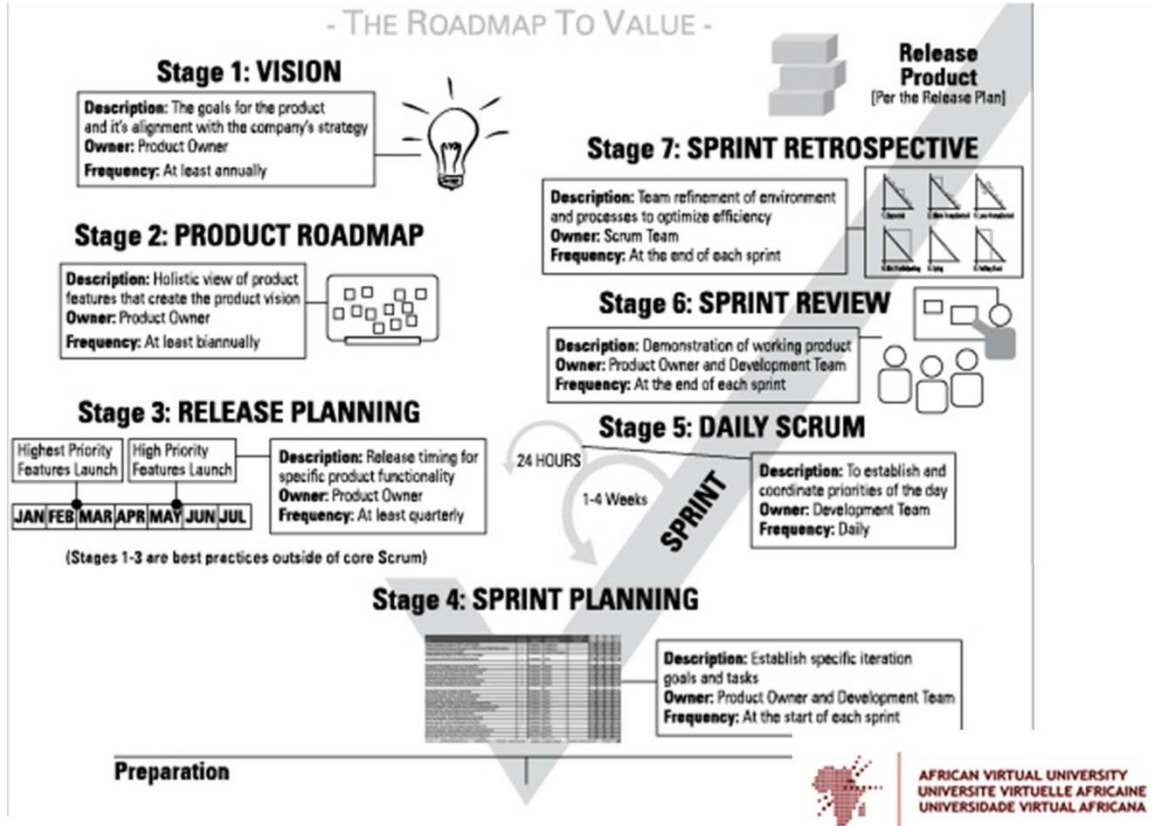 - THE ROADMAP TO VALUE -
Stage 1: VISION
Description: The goals for the product
and it's alignment with the company's strategy
Owner: Product Owner
Frequency: At least annually
Stage 2: PRODUCT ROADMAP
Description: Holistic view of product
features that create the product vision
Owner: Product Owner
Frequency: At least biannually
Stage 3: RELEASE PLANNING
Highest Priority
Features Launch
High Priority
Features Launch
JAN FEB MAR APR MAY JUN JUL
Description: Release timing for
specific product functionality
Owner: Product Owner
Frequency: At least quarterly
(Stages 1-3 are best practices outside of core Scrum)
Stage 4: SPRINT PLANNING
Description: Establish specific iteration
goals and tasks
Owner: Product Owner and Development Team
Frequency: At the start of each sprint
Stage 5: DAILY SCRUM
24 HOURS
1-4 Weeks
SPRINT
Description: To establish and
coordinate priorities of the day
Owner: Development Team
Frequency: Daily
Stage 6: SPRINT REVIEW
Description: Demonstration of working product
Owner: Product Owner and Development Team
Frequency: At the end of each sprint
Stage 7: SPRINT RETROSPECTIVE
Description: Team refinement of environment
and processes to optimize efficiency
Owner: Scrum Team
Frequency: At the end of each sprint
Release
Product
[Per the Release Plan]
Preparation
AFRICAN VIRTUAL UNIVERSITY
UNIVERSITE VIRTUELLE AFRICAINE
UNIVERSIDADE VIRTUAL AFRICANA